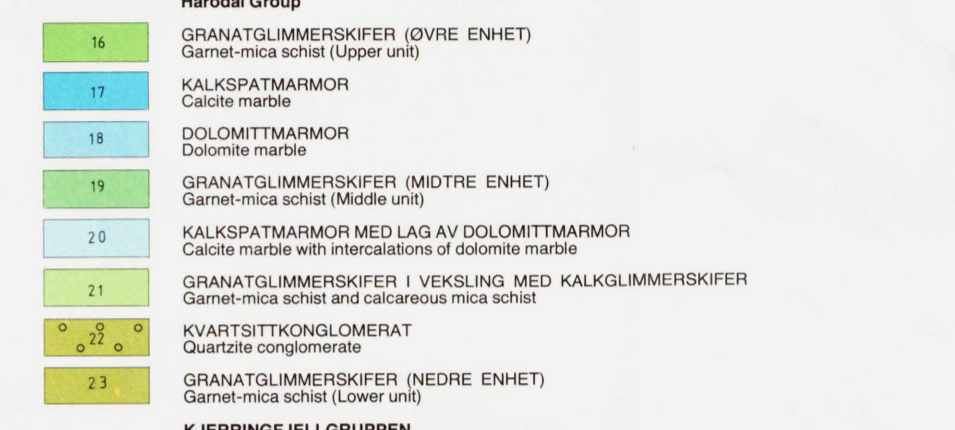 Harodal Group
16
GRANATGLIMMERSKIFER (ØVRE ENHET)
Garnet-mica schist (Upper unit)
17
KALKSPATMARMOR
Calcite marble
18
DOLOMITTMARMOR
Dolomite marble
19
GRANATGLIMMERSKIFER (MIDTRE ENHET)
Garnet-mica schist (Middle unit)
20
KALKSPATMARMOR MED LAG AV DOLOMITTMARMOR
Calcite marble with intercalations of dolomite marble
21
GRANATGLIMMERSKIFER I VEKSLING MED KALKGLIMMERSKIFER
Garnet-mica schist and calcareous mica schist
22
KVARTSITTKONGLOMERAT
Quartzite conglomerate
23
GRANATGLIMMERSKIFER (NEDRE ENHET)
Garnet-mica schist (Lower unit)
KJERRINGFJELLGRUPPEN